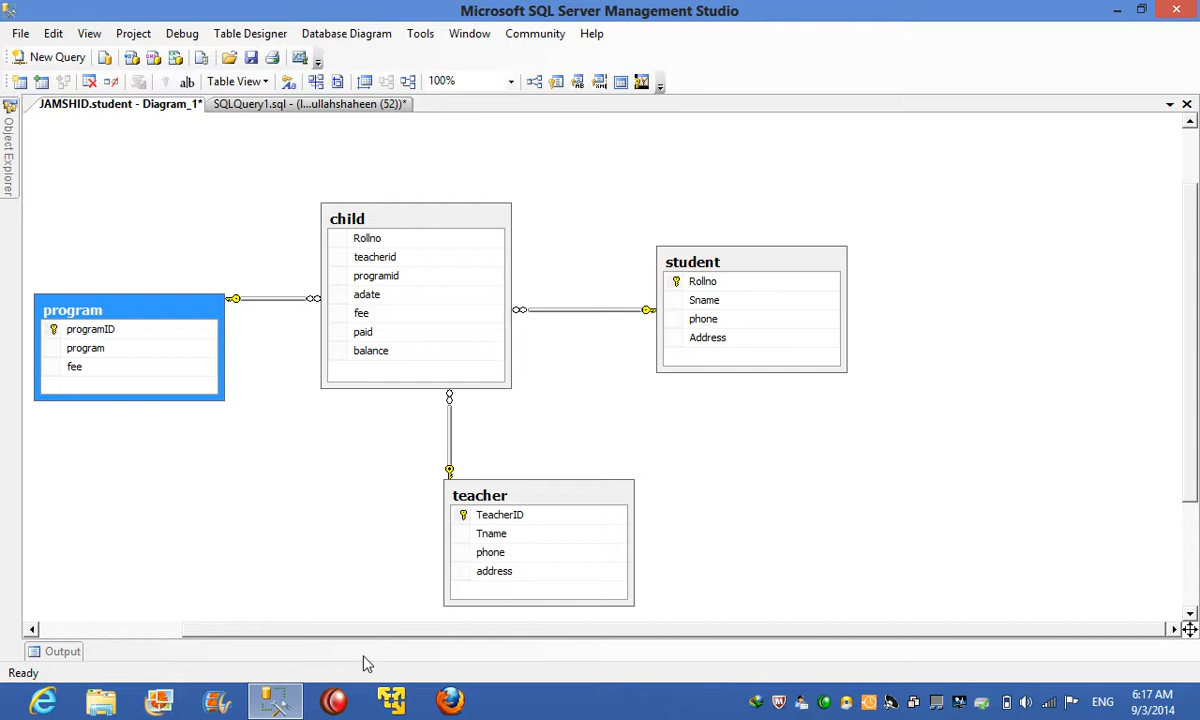 Microsoft SQL Server Management Studio
File Edit View Project Debug Table Designer Database Diagram Tools Window Community Help
New Query
Table View 100%
JAMSHID.student - Diagram_1* SQLQuery1.sql - (l...ullahshaheen (52))*
Object Explorer
child
Rollno
teacherid
programid
adate
fee
paid
balance
student
Rollno
Sname
phone
Address
program
programID
program
fee
teacher
TeacherID
Tname
phone
address
Output
Ready
ENG
6:17 AM
9/3/2014